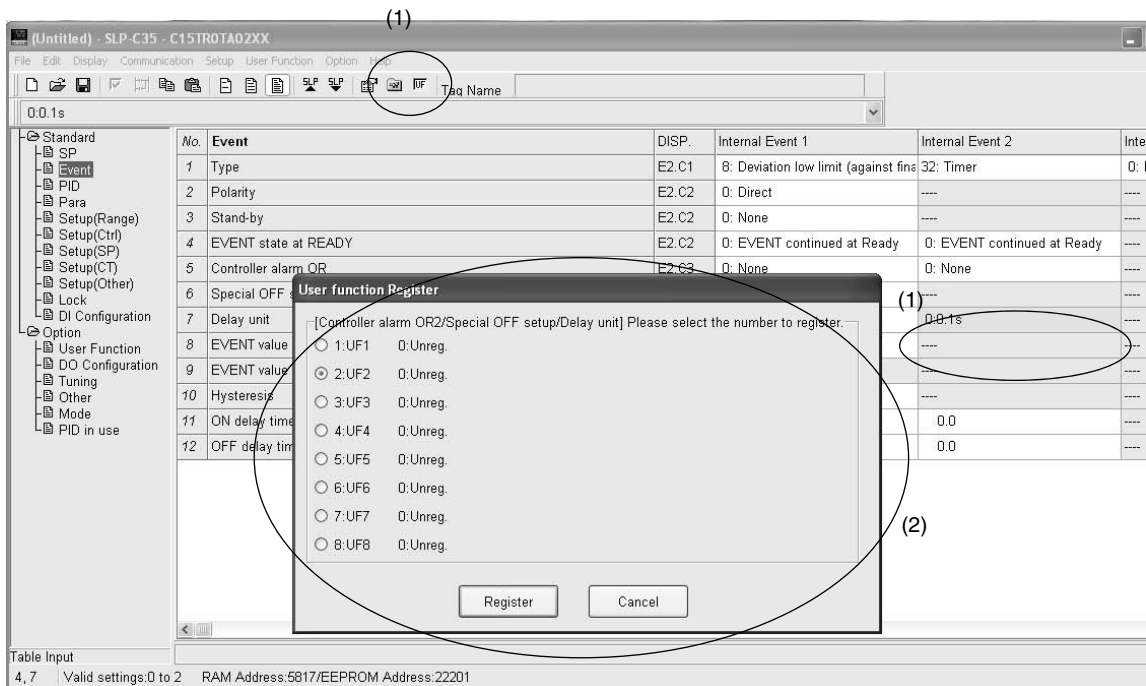 (1)
(Untitled) - SLP-C35 - C15TR0TA02XX
File Edit Display Communication Setup User Function Option Help
SLP SLP UF Tag Name
0:0.1s
Standard
SP
Event
PID
Para
Setup(Range)
Setup(Ctrl)
Setup(SP)
Setup(CT)
Setup(Other)
Lock
DI Configuration
Option
User Function
DO Configuration
Tuning
Other
Mode
PID in use
No. Event DISP. Internal Event 1 Internal Event 2 Inte
1 Type E2.C1 8: Deviation low limit (against fina 32: Timer 0:
2 Polarity E2.C2 0: Direct ---- ----
3 Stand-by E2.C2 0: None ---- ----
4 EVENT state at READY E2.C2 0: EVENT continued at Ready 0: EVENT continued at Ready ----
5 Controller alarm OR E2.C3 0: None 0: None ----
6 Special OFF s ---- ----
7 Delay unit 0:0.1s ----
8 EVENT value ---- ----
9 EVENT value ---- ----
10 Hysteresis ---- ----
11 ON delay time 0.0 ----
12 OFF delay tim 0.0 ----
(1)
User function Register
[Controller alarm OR2/Special OFF setup/Delay unit] Please select the number to register.
1:UF1 0:Unreg.
2:UF2 0:Unreg.
3:UF3 0:Unreg.
4:UF4 0:Unreg.
5:UF5 0:Unreg.
6:UF6 0:Unreg.
7:UF7 0:Unreg.
8:UF8 0:Unreg.
Register Cancel
(2)
Table Input
4, 7 Valid settings:0 to 2 RAM Address:5817/EEPROM Address:22201